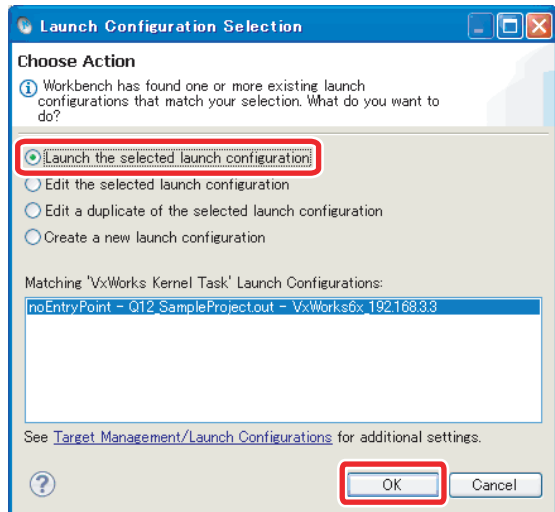 Launch Configuration Selection
Choose Action
Workbench has found one or more existing launch
configurations that match your selection. What do you want to
do?
Launch the selected launch configuration
Edit the selected launch configuration
Edit a duplicate of the selected launch configuration
Create a new launch configuration
Matching 'VxWorks Kernel Task' Launch Configurations:
noEntryPoint - Q12_SampleProject.out - VxWorks6x_192.168.3.3
See Target Management/Launch Configurations for additional settings.
?
OK
Cancel